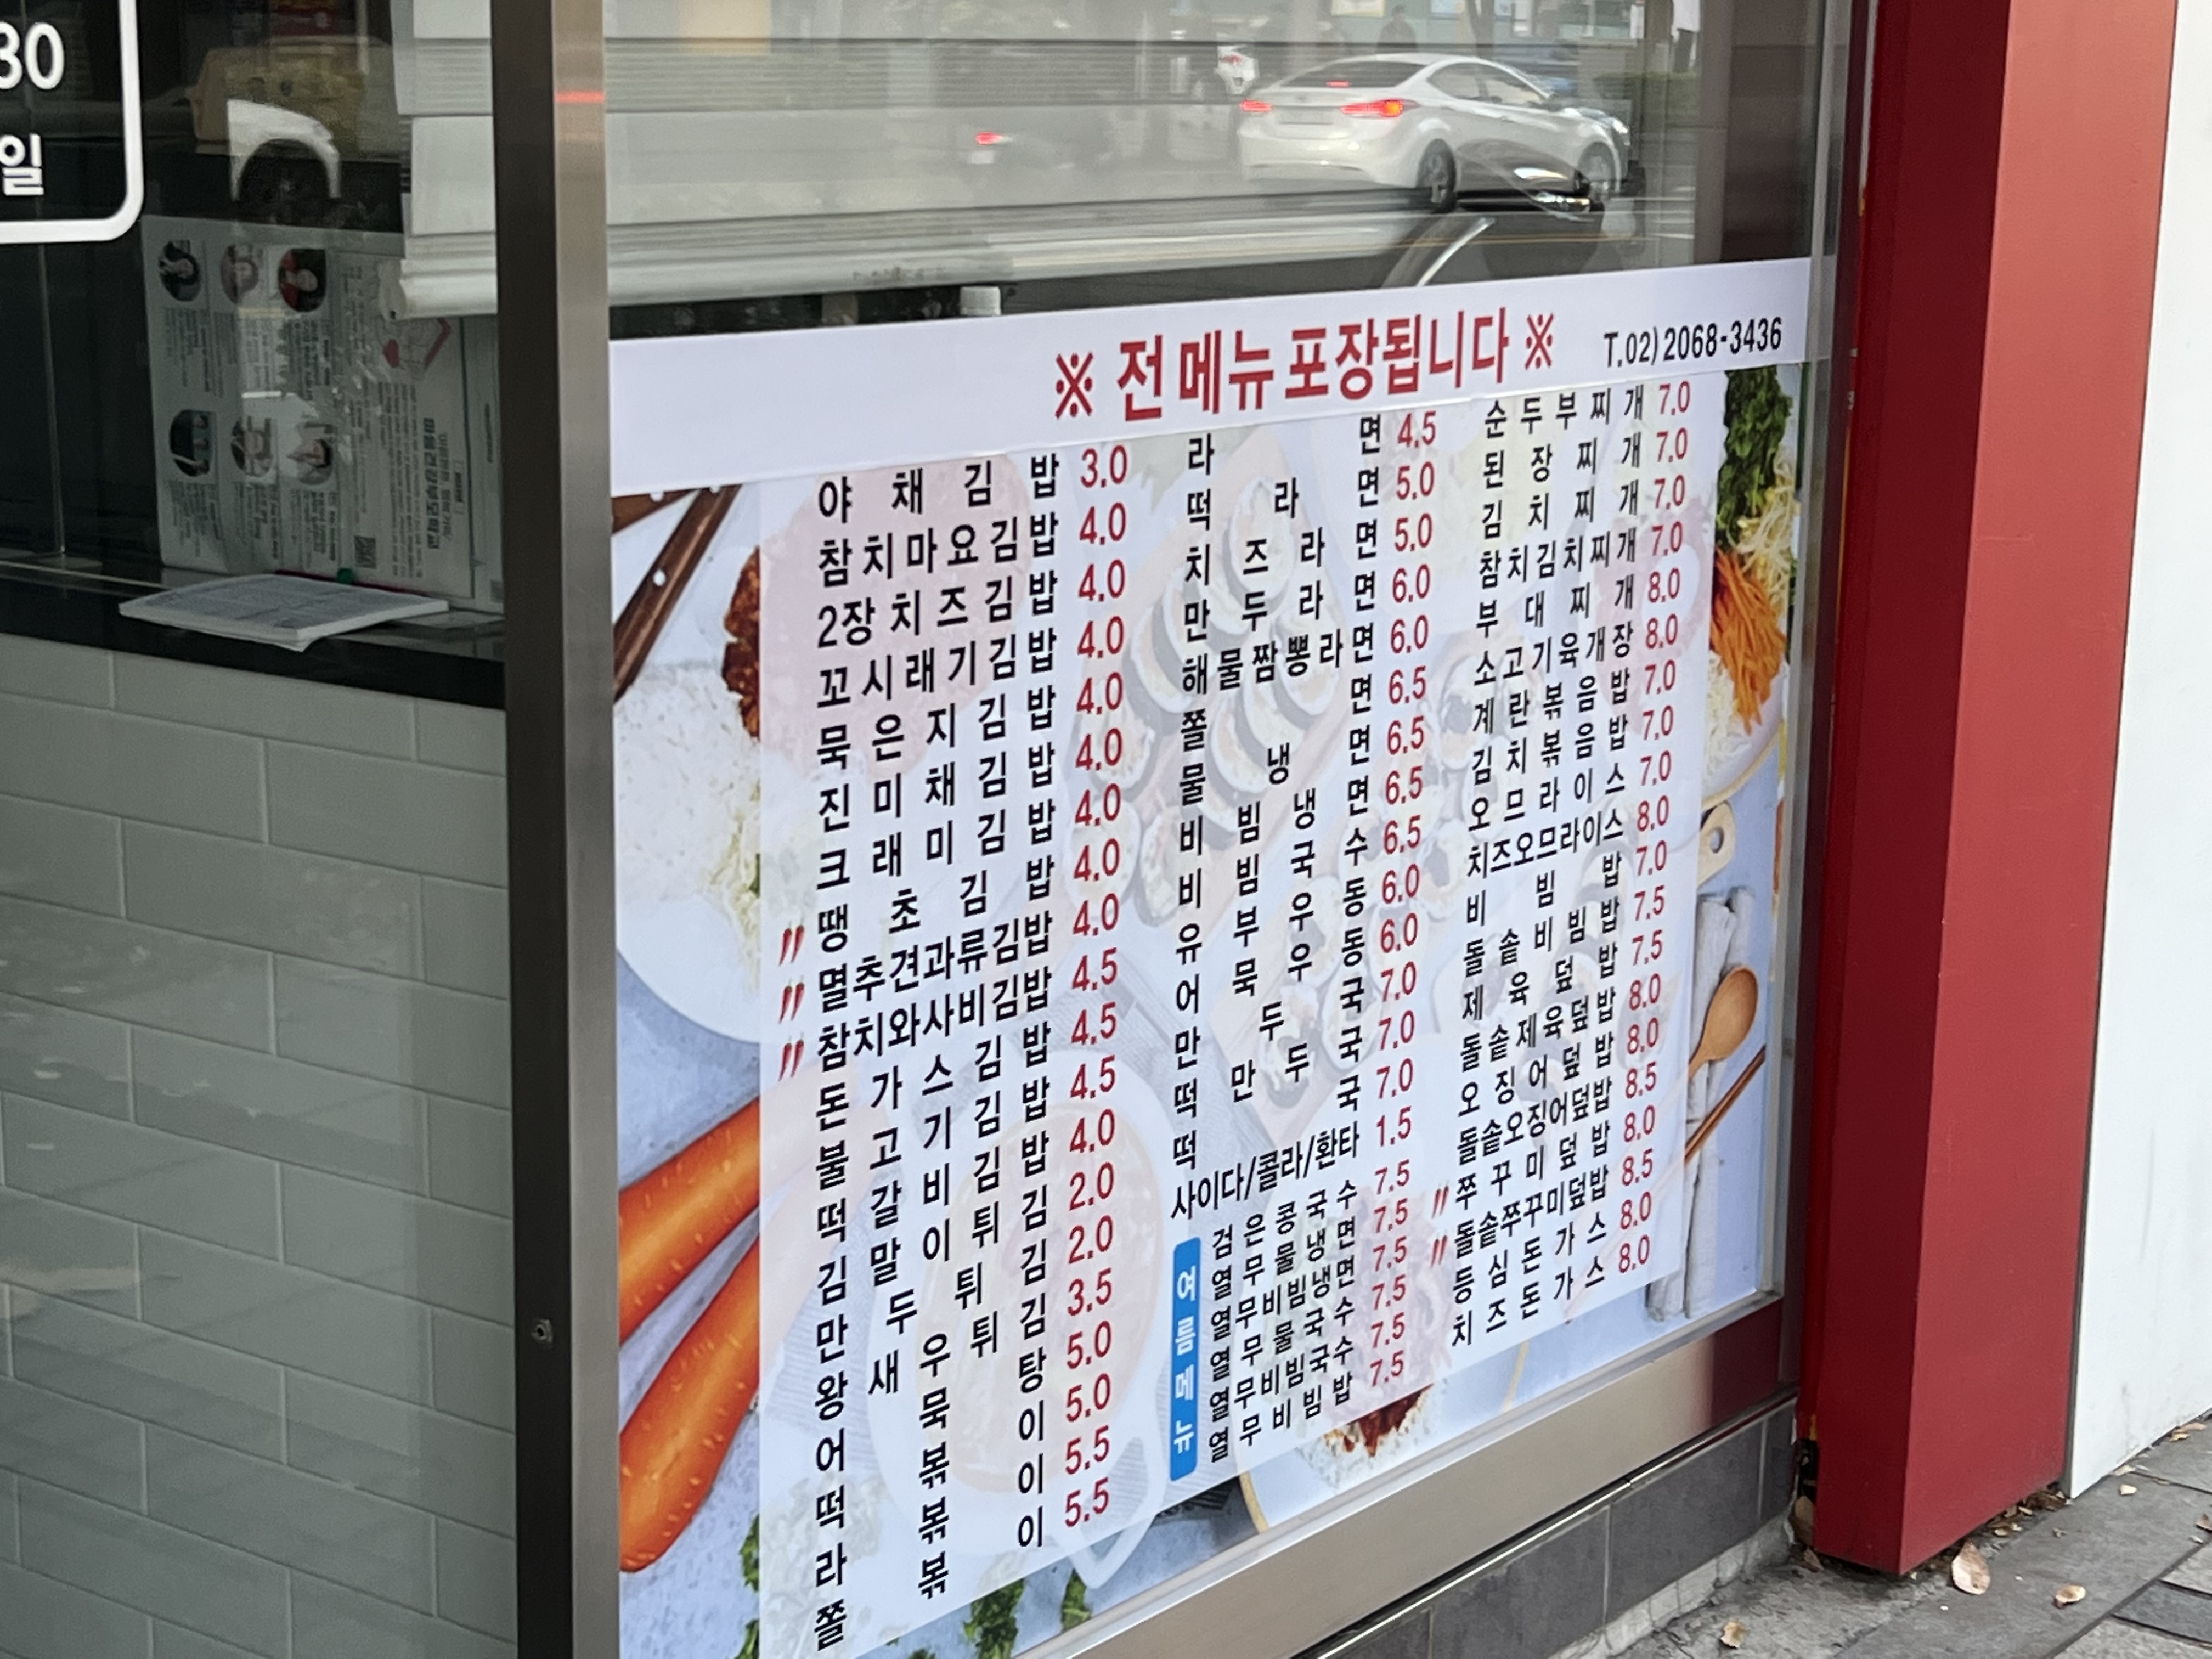 30
일
※ 전메뉴포장됩니다 ※ T.02)2068-3436
야채김밥 3.0
참치마요김밥 4.0
2장치즈김밥 4.0
꼬시래기김밥 4.0
묵은지김밥 4.0
진미채김밥 4.0
크래미김밥 4.0
〃 땡초김밥 4.0
〃 멸추견과류김밥 4.0
〃 참치와사비김밥 4.5
돈가스김밥 4.5
불고기김밥 4.5
떡갈비김밥 4.0
김말이튀김 2.0
만두튀김 2.0
왕새우튀김 3.5
어묵탕 5.0
떡볶이 5.0
라볶이 5.5
쫄볶이 5.5
라면 4.5
떡라면 5.0
치즈라면 5.0
만두라면 6.0
해물짬뽕라면 6.0
쫄면 6.5
물냉면 6.5
비빔냉면 6.5
비빔국수 6.5
유부우동 6.0
어묵우동 6.0
만두국 7.0
떡만두국 7.0
떡국 7.0
사이다/콜라/환타 1.5
여름메뉴
검은콩국수 7.5
열무물냉면 7.5
열무비빔냉면 7.5
열무물국수 7.5
열무비빔국수 7.5
열무비빔밥 7.5
순두부찌개 7.0
된장찌개 7.0
김치찌개 7.0
참치김치찌개 7.0
부대찌개 8.0
소고기육개장 8.0
계란볶음밥 7.0
김치볶음밥 7.0
오므라이스 7.0
치즈오므라이스 8.0
비빔밥 7.0
돌솥비빔밥 7.5
제육덮밥 7.5
돌솥제육덮밥 8.0
오징어덮밥 8.0
돌솥오징어덮밥 8.5
〃 쭈꾸미덮밥 8.0
〃 돌솥쭈꾸미덮밥 8.5
등심돈가스 8.0
치즈돈가스 8.0